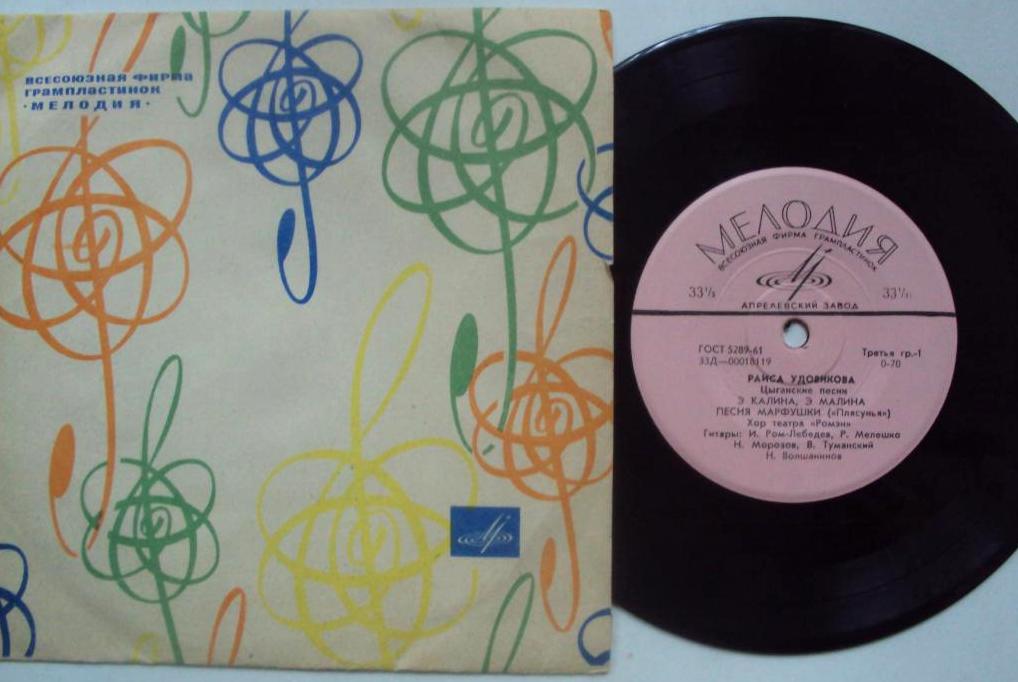 ВСЕСОЮЗНАЯ ФИРМА
ГРАМПЛАСТИНОК
·МЕЛОДИЯ·
МЕЛОДИЯ
ВСЕСОЮЗНАЯ ФИРМА ГРАМПЛАСТИНОК
33⅓ 33⅓
АПРЕЛЕВСКИЙ ЗАВОД
ГОСТ 5289-61 Третья гр.-1
33Д—00018119 0-70
РАИСА УДОВИКОВА
Цыганские песни
Э КАЛИНА, Э МАЛИНА
ПЕСНЯ МАРФУШКИ («Плясунья»)
Хор театра «Ромэн»
Гитары: И. Ром-Лебедев, Р. Мелешко
Н. Морозов, В. Туманский
Н. Волшанинов